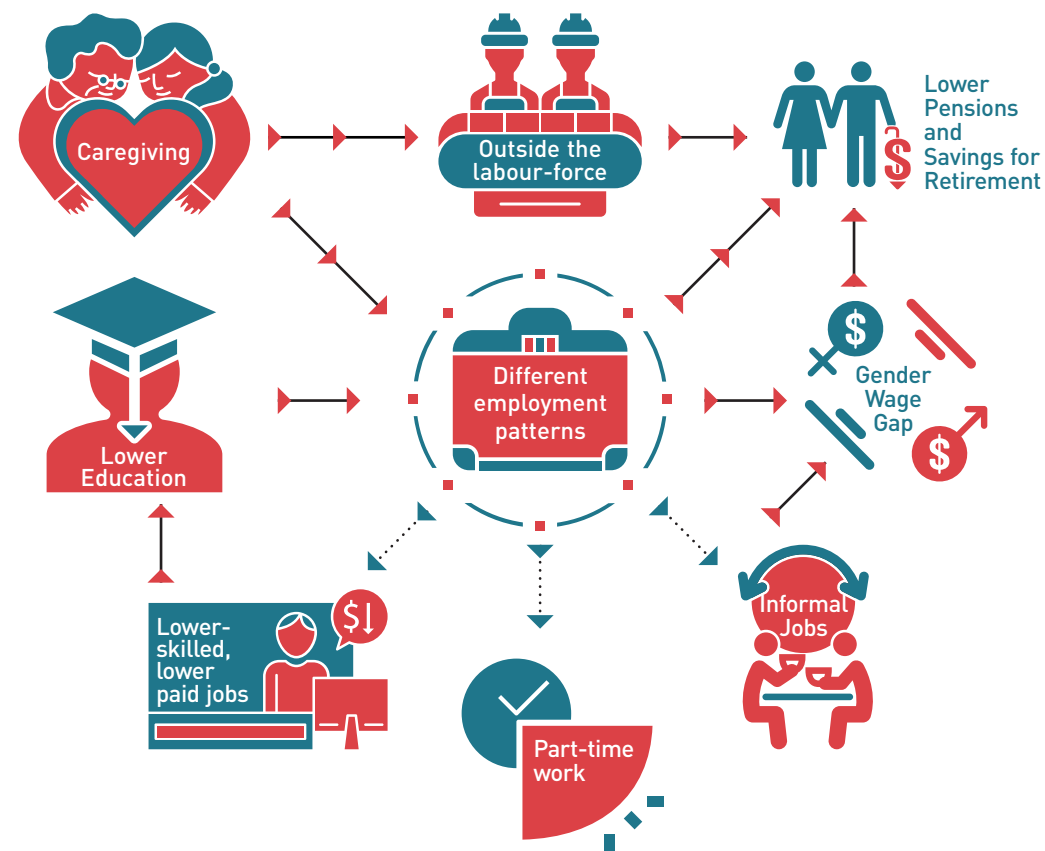 Caregiving
Outside the
labour-force
Lower
Pensions
and
Savings for
Retirement
$
Lower
Education
Different
employment
patterns
$
Gender
Wage
Gap
$
Lower-
skilled,
lower
paid jobs
$↓
Part-time
work
Informal
Jobs